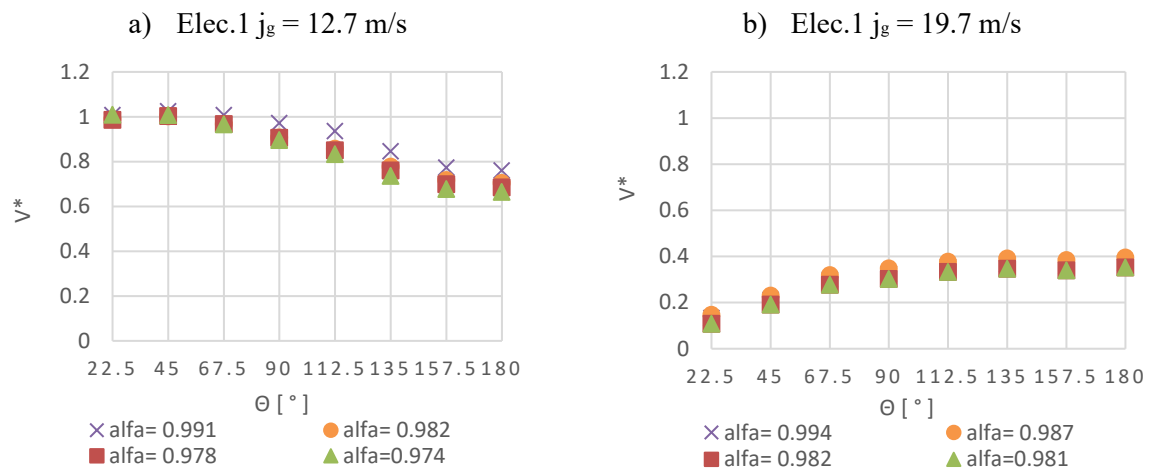 a) Elec.1 jg = 12.7 m/s
1.2
1
0.8
0.6
0.4
0.2
0
V*
22.5 45 67.5 90 112.5 135 157.5 180
Θ [ ° ]
alfa= 0.991 alfa= 0.982
alfa= 0.978 alfa= 0.974
b) Elec.1 jg = 19.7 m/s
1.2
1
0.8
0.6
0.4
0.2
0
V*
22.5 45 67.5 90 112.5 135 157.5 180
Θ [ ° ]
alfa= 0.994 alfa= 0.987
alfa= 0.982 alfa= 0.981